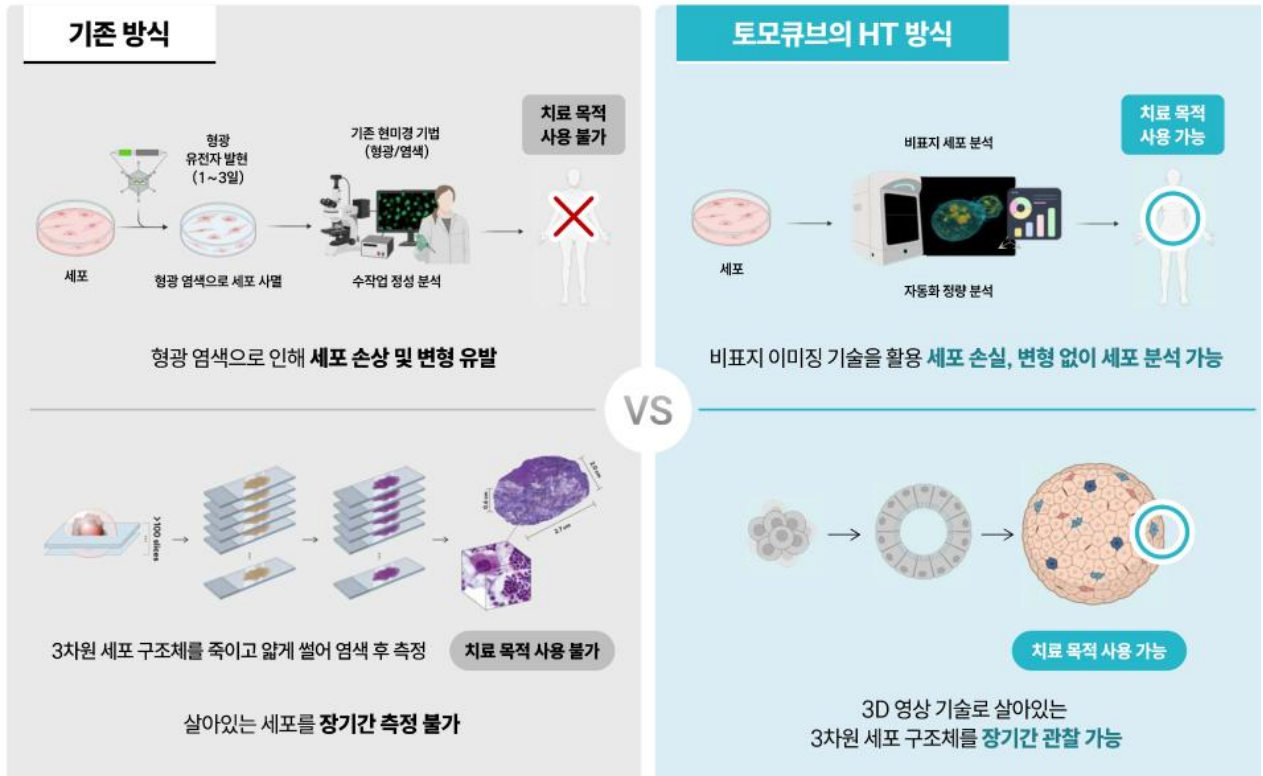 기존 방식
치료 목적
사용 불가
형광
유전자 발현
(1~3일)
기존 현미경 기법
(형광/염색)
세포
형광 염색으로 세포 사멸
수작업 정성 분석
형광 염색으로 인해 세포 손상 및 변형 유발
>100 slices
2.0 cm
0.4 cm
2.7 cm
3차원 세포 구조체를 죽이고 얇게 썰어 염색 후 측정
치료 목적 사용 불가
살아있는 세포를 장기간 측정 불가
VS
토모큐브의 HT 방식
치료 목적
사용 가능
비표지 세포 분석
세포
자동화 정량 분석
비표지 이미징 기술을 활용 세포 손실, 변형 없이 세포 분석 가능
치료 목적 사용 가능
3D 영상 기술로 살아있는
3차원 세포 구조체를 장기간 관찰 가능